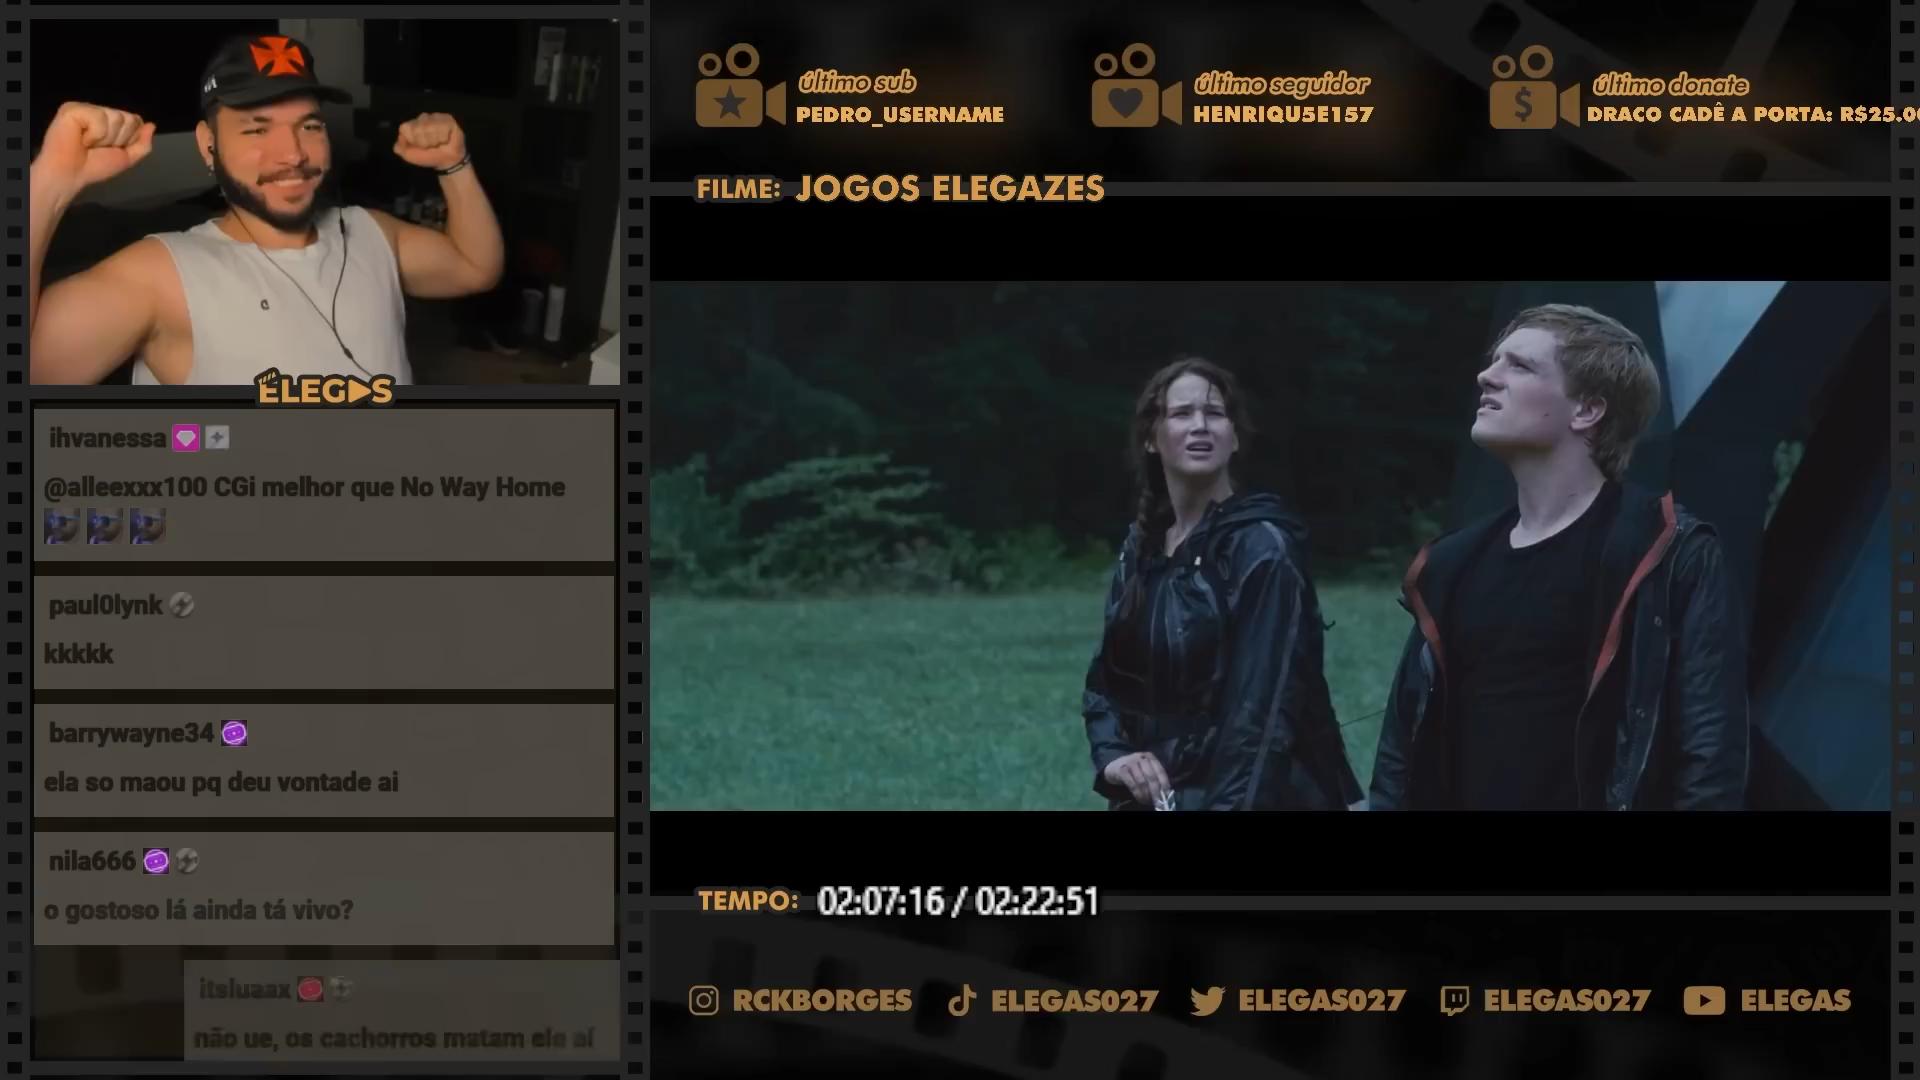 último sub
PEDRO_USERNAME
último seguidor
HENRIQU5E157
último donate
DRACO CADÊ A PORTA: R$25.00
FILME: JOGOS ELEGAZES
ELEGAS
ihvanessa
@alleexxx100 CGi melhor que No Way Home
paul0lynk
kkkkk
barrywayne34
ela so maou pq deu vontade ai
nila666
o gostoso lá ainda tá vivo?
itsluaax
não ue, os cachorros matam ele aí
TEMPO: 02:07:16 / 02:22:51
RCKBORGES
ELEGAS027
ELEGAS027
ELEGAS027
ELEGAS